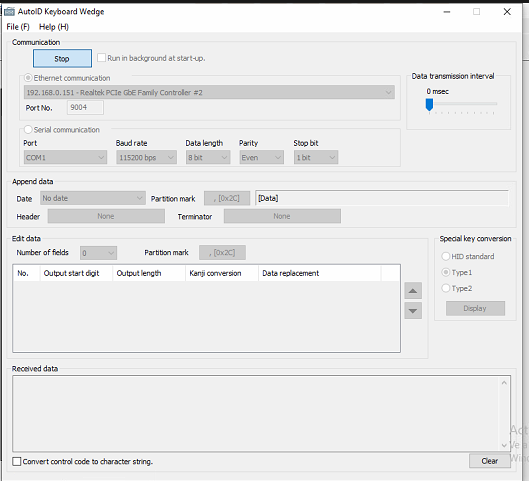 AutoID Keyboard Wedge
File (F) Help (H)
Communication
Stop
Run in background at start-up.
Ethernet communication
192.168.0.151 - Realtek PCIe GbE Family Controller #2
Port No. 9004
Data transmission interval
0 msec
Serial communication
Port Baud rate Data length Parity Stop bit
COM1 115200 bps 8 bit Even 1 bit
Append data
Date No date Partition mark , [0x2C] [Data]
Header None Terminator None
Edit data
Number of fields 0 Partition mark , [0x2C]
No. Output start digit Output length Kanji conversion Data replacement
Special key conversion
HID standard
Type1
Type2
Display
Received data
Convert control code to character string.
Clear
Act
Ve a
Wind